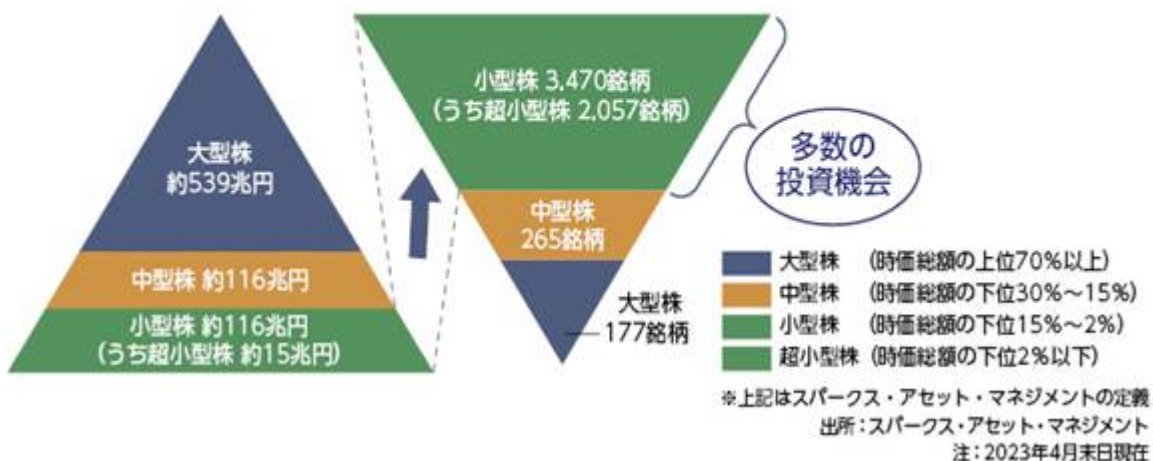 大型株
約539兆円
中型株 約116兆円
小型株 約116兆円
(うち超小型株 約15兆円)
小型株 3,470銘柄
(うち超小型株 2,057銘柄)
中型株
265銘柄
大型株
177銘柄
多数の
投資機会
大型株 (時価総額の上位70%以上)
中型株 (時価総額の下位30%~15%)
小型株 (時価総額の下位15%~2%)
超小型株 (時価総額の下位2%以下)
※上記はスパークス・アセット・マネジメントの定義
出所:スパークス・アセット・マネジメント
注:2023年4月末日現在